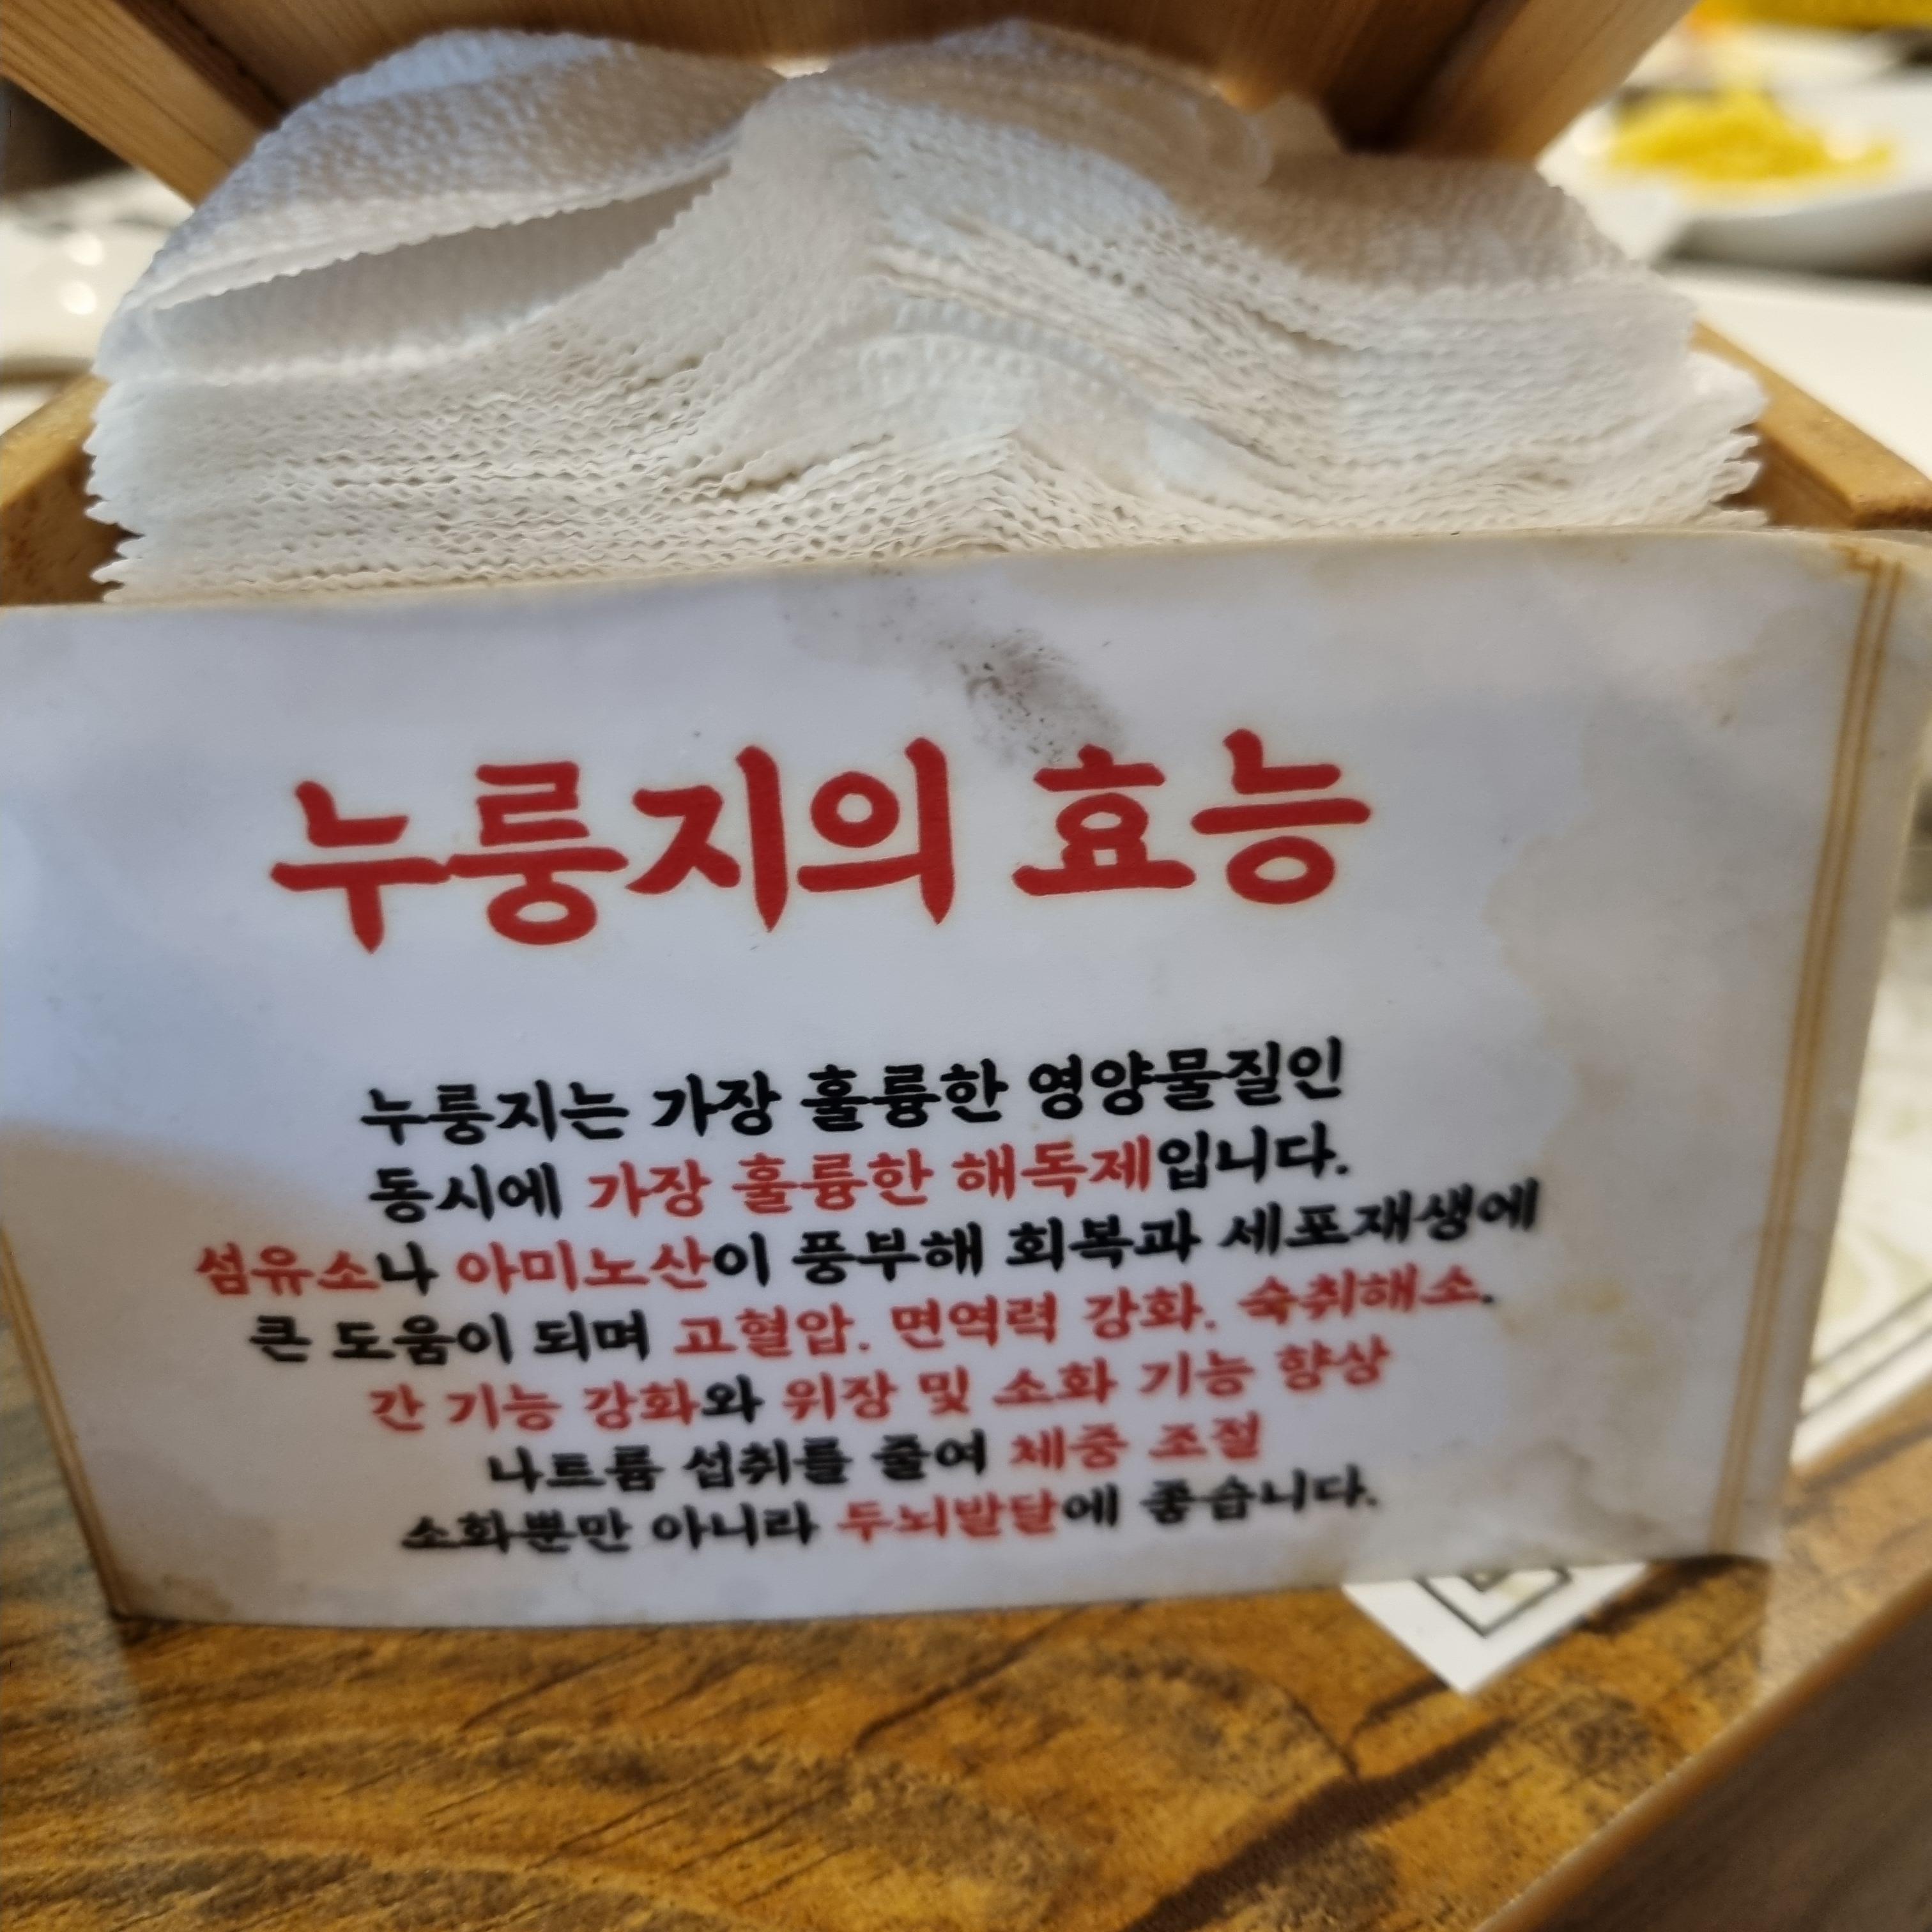 누룽지의 효능
누룽지는 가장 훌륭한 영양물질인
동시에 가장 훌륭한 해독제입니다.
섬유소나 아미노산이 풍부해 회복과 세포재생에
큰 도움이 되며 고혈압. 면역력 강화. 숙취해소.
간 기능 강화와 위장 및 소화 기능 향상
나트륨 섭취를 줄여 체중 조절
소화뿐만 아니라 두뇌발달에 좋습니다.